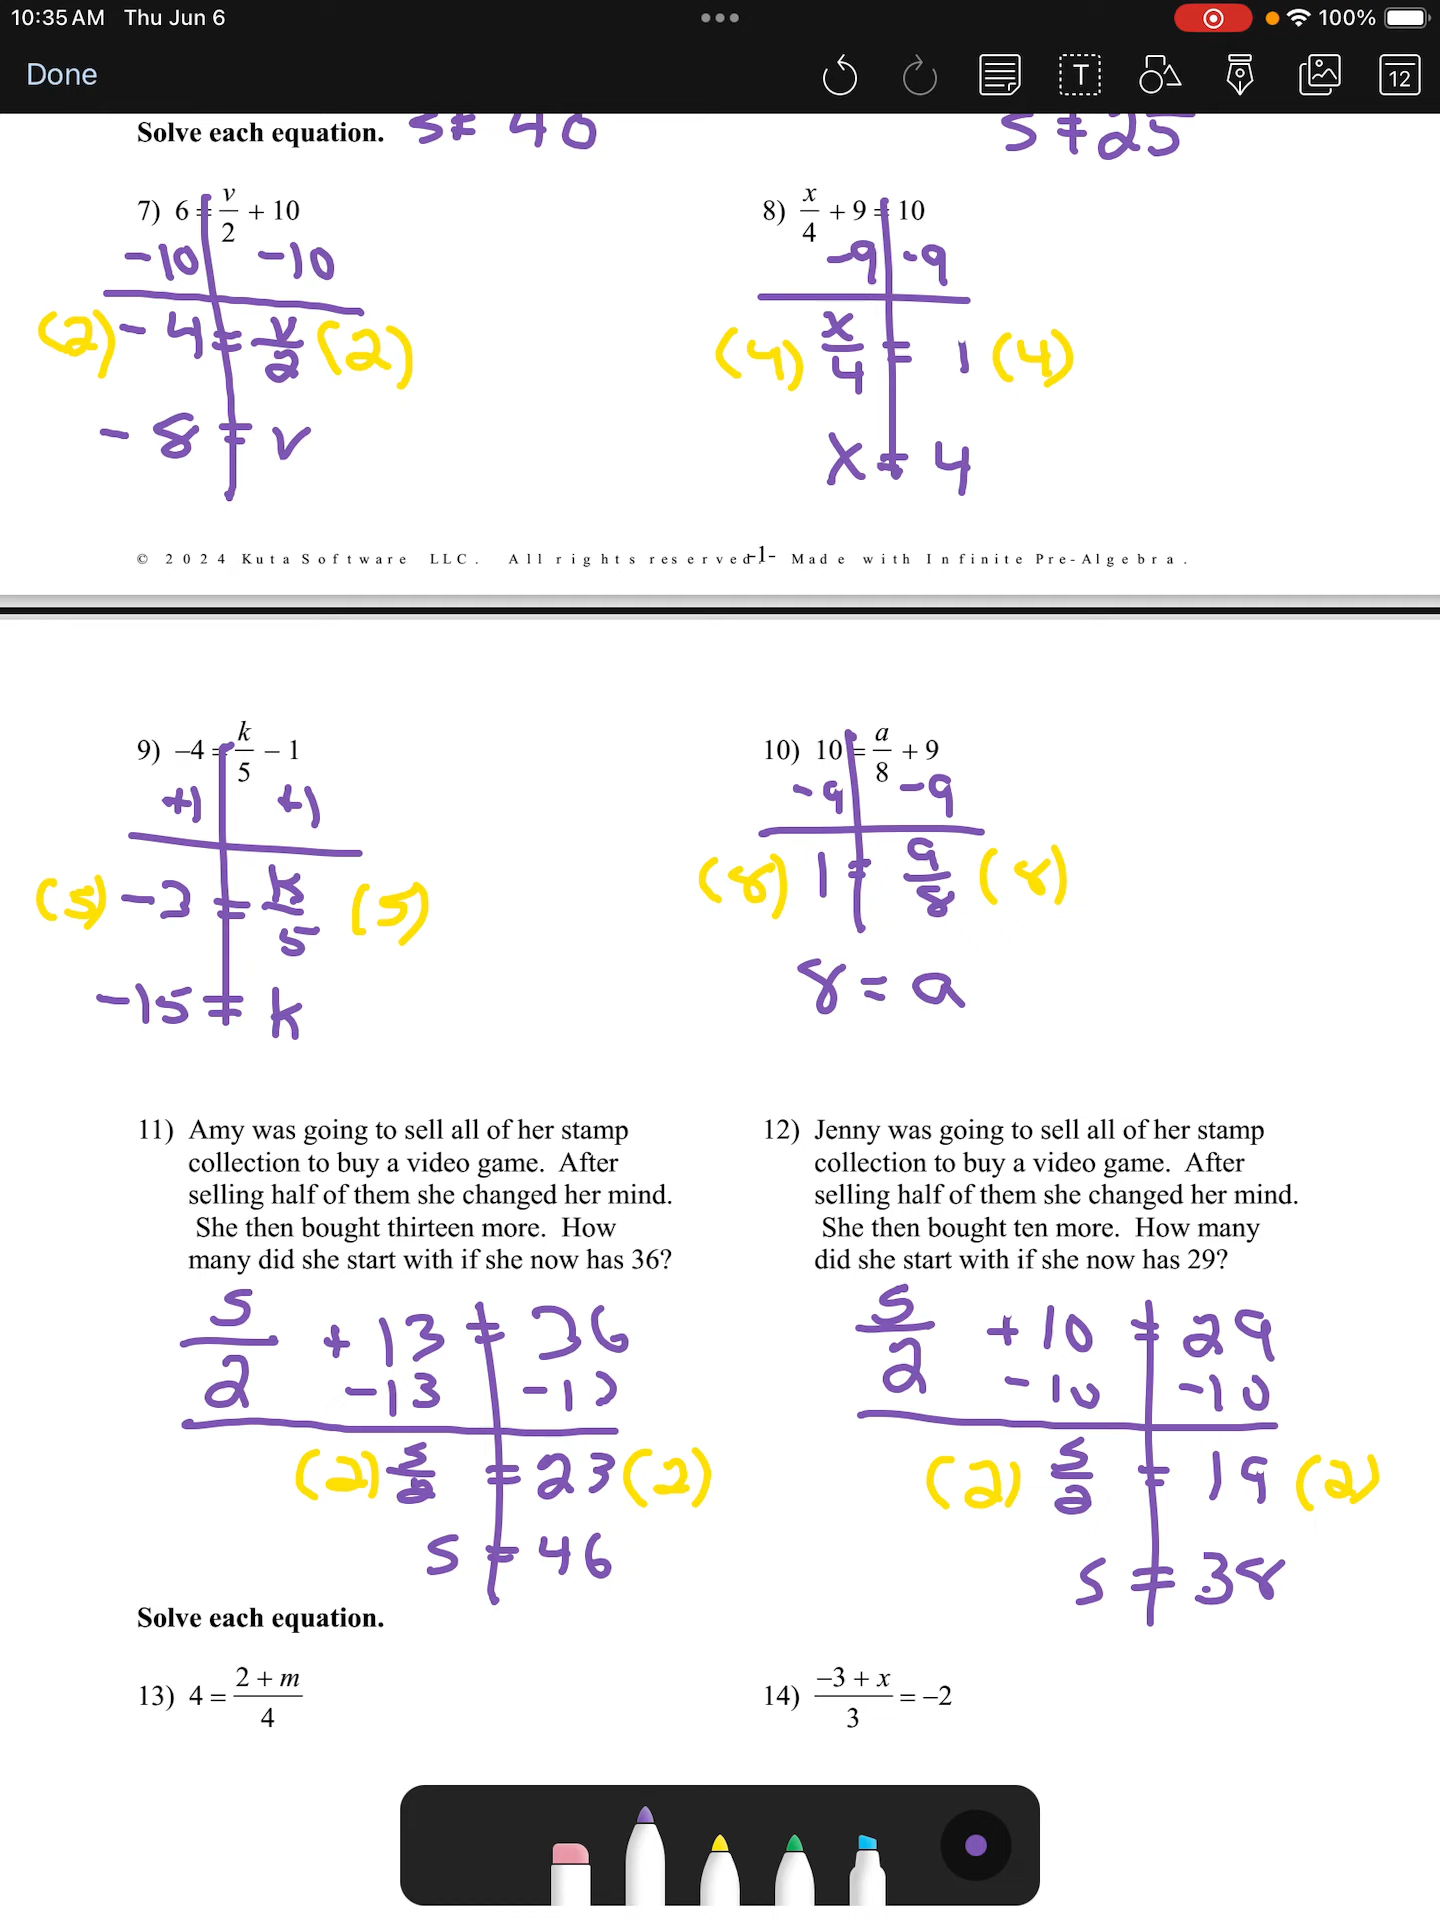 10:35 AM Thu Jun 6
100%
Done
T
12
Solve each equation. s = 40
s = 25
7) 6 = v/2 + 10
-10 -10
(2) -4 = v/2 (2)
-8 = v
8) x/4 + 9 = 10
-9 -9
(4) x/4 = 1 (4)
x = 4
© 2024 Kuta Software LLC. All rights reserved. -1- Made with Infinite Pre-Algebra.
9) –4 = k/5 – 1
+1 +1
(5) -3 = k/5 (5)
-15 = k
10) 10 = a/8 + 9
-9 -9
(8) 1 = a/8 (8)
8 = a
11) Amy was going to sell all of her stamp
collection to buy a video game. After
selling half of them she changed her mind.
She then bought thirteen more. How
many did she start with if she now has 36?
s/2 + 13 = 36
-13 -13
(2) s/2 = 23 (2)
s = 46
12) Jenny was going to sell all of her stamp
collection to buy a video game. After
selling half of them she changed her mind.
She then bought ten more. How many
did she start with if she now has 29?
s/2 + 10 = 29
-10 -10
(2) s/2 = 19 (2)
s = 38
Solve each equation.
13) 4 = (2 + m)/4
14) (–3 + x)/3 = –2